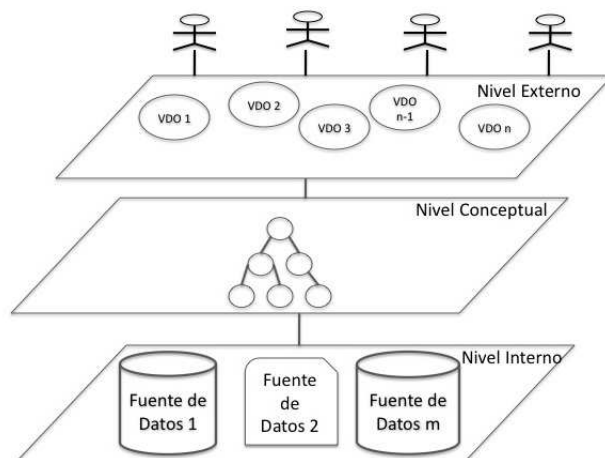 Nivel Externo
VDO 1
VDO 2
VDO 3
VDO
n-1
VDO n
Nivel Conceptual
Nivel Interno
Fuente de
Datos 1
Fuente
de
Datos 2
Fuente de
Datos m